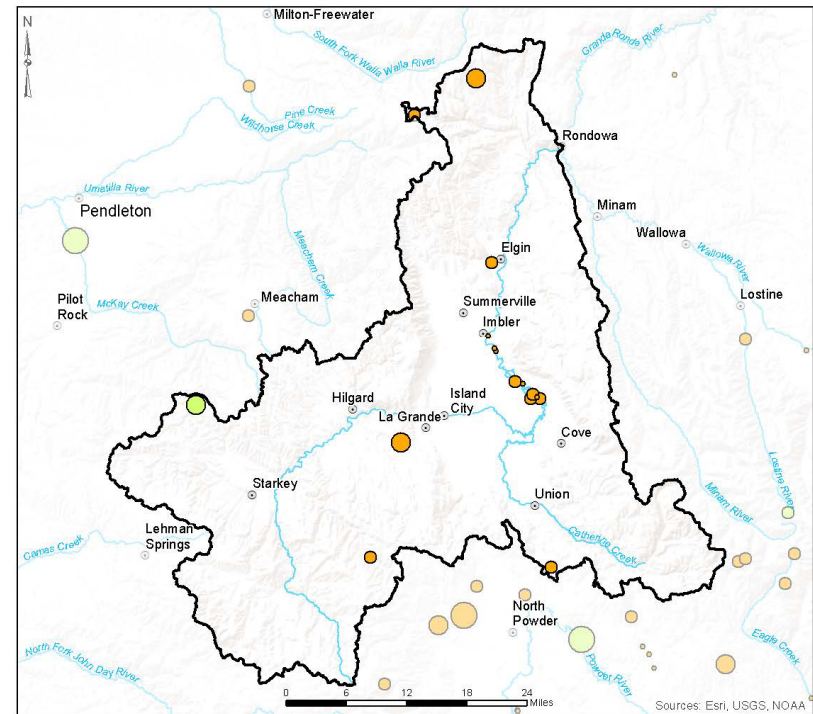 N
Milton-Freewater
South Fork Walla Walla River
Grande Ronde River
Pine Creek
Wildhorse Creek
Rondowa
Umatilla River
Pendleton
Minam
Wallowa
Wallowa River
Meacham Creek
Elgin
McKay Creek
Meacham
Summerville
Lostine
Pilot
Rock
Imbler
Hilgard
Island
City
La Grande
Cove
Starkey
Union
Minam River
Lostine River
Lehman
Springs
Camas Creek
Catherine Creek
North
Powder
Powder River
Eagle Creek
North Fork John Day River
0 6 12 18 24
Miles
Sources: Esri, USGS, NOAA